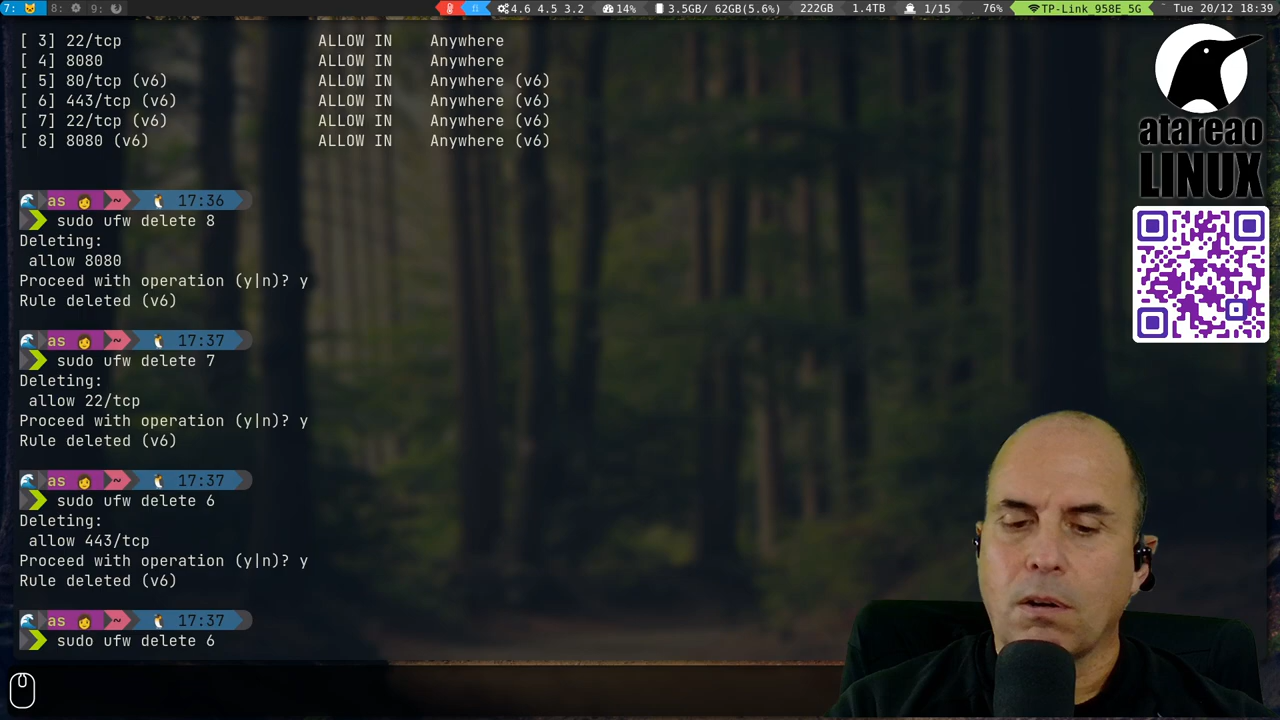 7: 8: 9: 4.6 4.5 3.2 14% 3.5GB/ 62GB(5.6%) 222GB 1.4TB 1/15 76% TP-Link 958E 5G Tue 20/12 18:39
[ 3] 22/tcp ALLOW IN Anywhere
[ 4] 8080 ALLOW IN Anywhere
[ 5] 80/tcp (v6) ALLOW IN Anywhere (v6)
[ 6] 443/tcp (v6) ALLOW IN Anywhere (v6)
[ 7] 22/tcp (v6) ALLOW IN Anywhere (v6)
[ 8] 8080 (v6) ALLOW IN Anywhere (v6)
atareao
LINUX
as ~ 17:36
sudo ufw delete 8
Deleting:
allow 8080
Proceed with operation (y|n)? y
Rule deleted (v6)
as ~ 17:37
sudo ufw delete 7
Deleting:
allow 22/tcp
Proceed with operation (y|n)? y
Rule deleted (v6)
as ~ 17:37
sudo ufw delete 6
Deleting:
allow 443/tcp
Proceed with operation (y|n)? y
Rule deleted (v6)
as ~ 17:37
sudo ufw delete 6